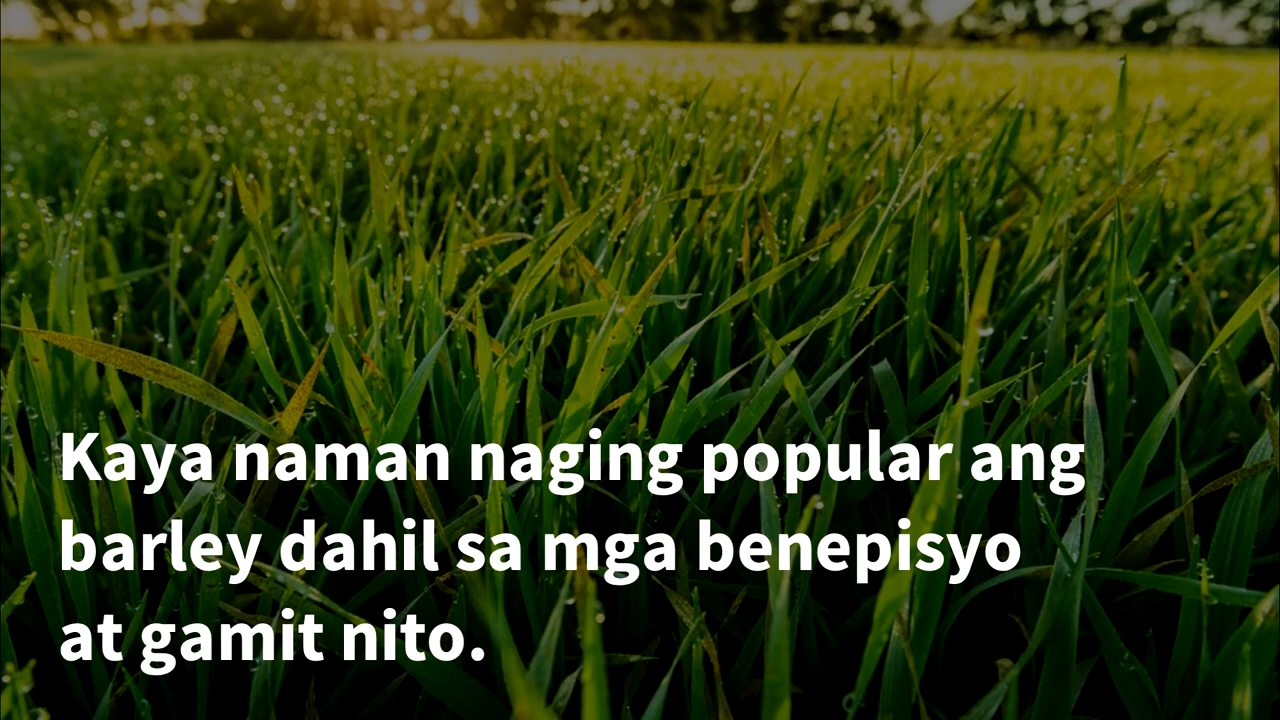 Kaya naman naging popular ang
barley dahil sa mga benepisyo
at gamit nito.